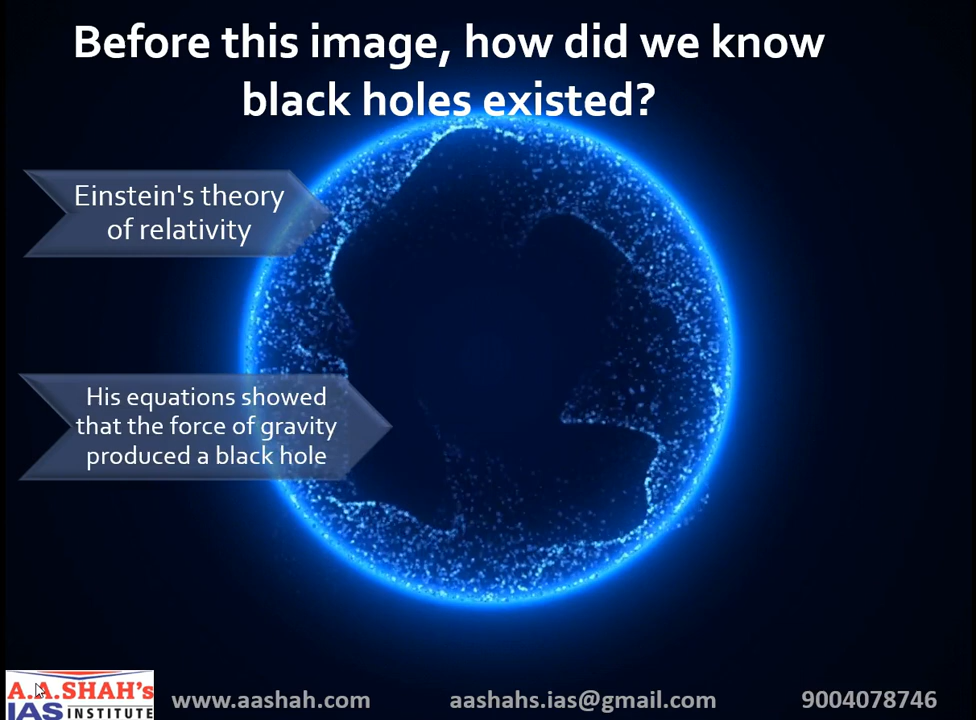 Before this image, how did we know
black holes existed?
Einstein's theory
of relativity
His equations showed
that the force of gravity
produced a black hole
A.A.SHAH's
IAS INSTITUTE
www.aashah.com aashahs.ias@gmail.com 9004078746